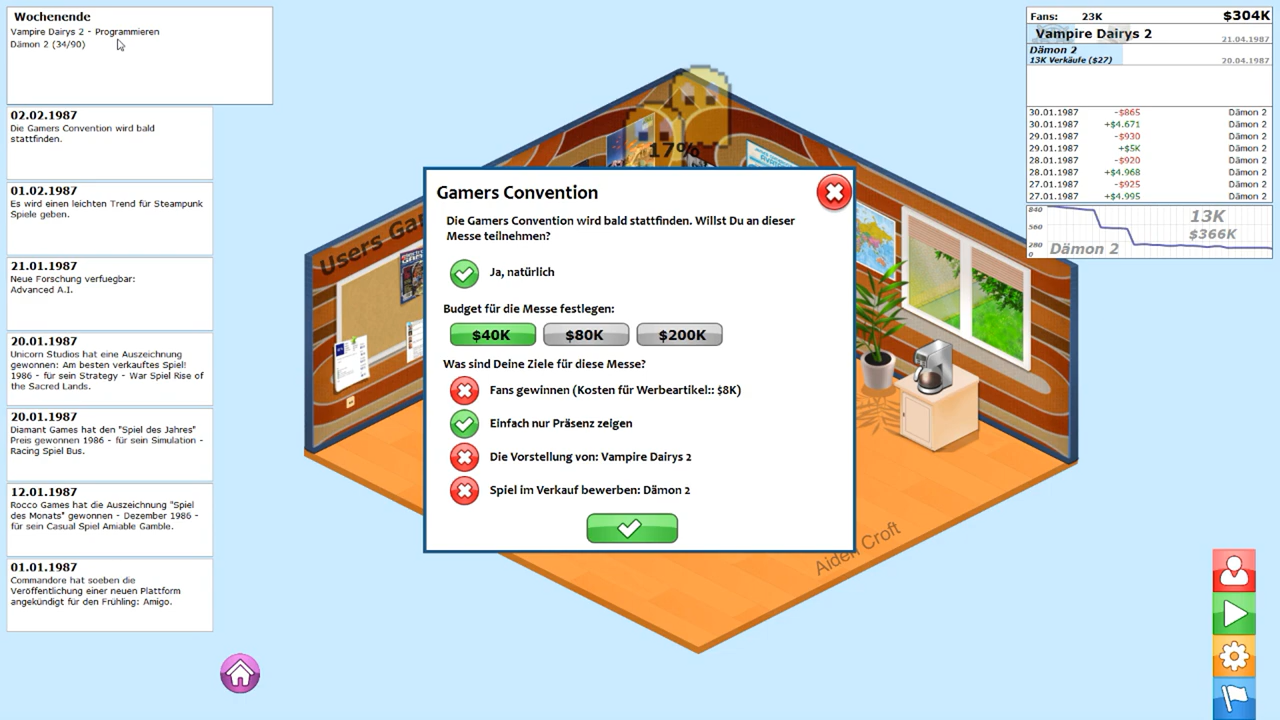 Wochenende
Vampire Dairys 2 - Programmieren
Dämon 2 (34/90)
02.02.1987
Die Gamers Convention wird bald
stattfinden.
01.02.1987
Es wird einen leichten Trend für Steampunk
Spiele geben.
21.01.1987
Neue Forschung verfuegbar:
Advanced A.I.
20.01.1987
Unicorn Studios hat eine Auszeichnung
gewonnen: Am besten verkauftes Spiel!
1986 - für sein Strategy - War Spiel Rise of
the Sacred Lands.
20.01.1987
Diamant Games hat den "Spiel des Jahres"
Preis gewonnen 1986 - für sein Simulation -
Racing Spiel Bus.
12.01.1987
Rocco Games hat die Auszeichnung "Spiel
des Monats" gewonnen - Dezember 1986 -
für sein Casual Spiel Amiable Gamble.
01.01.1987
Commandore hat soeben die
Veröffentlichung einer neuen Plattform
angekündigt für den Frühling: Amigo.
17%
Users Ga
Gamers Convention
Die Gamers Convention wird bald stattfinden. Willst Du an dieser
Messe teilnehmen?
Ja, natürlich
Budget für die Messe festlegen:
$40K $80K $200K
Was sind Deine Ziele für diese Messe?
Fans gewinnen (Kosten für Werbeartikel:: $8K)
Einfach nur Präsenz zeigen
Die Vorstellung von: Vampire Dairys 2
Spiel im Verkauf bewerben: Dämon 2
Aiden Croft
Fans: 23K $304K
Vampire Dairys 2 21.04.1987
Dämon 2
13K Verkäufe ($27) 20.04.1987
30.01.1987 -$865 Dämon 2
30.01.1987 +$4.671 Dämon 2
29.01.1987 -$930 Dämon 2
29.01.1987 +$5K Dämon 2
28.01.1987 -$920 Dämon 2
28.01.1987 +$4.968 Dämon 2
27.01.1987 -$925 Dämon 2
27.01.1987 +$4.995 Dämon 2
840
560
280
0
13K
$366K
Dämon 2